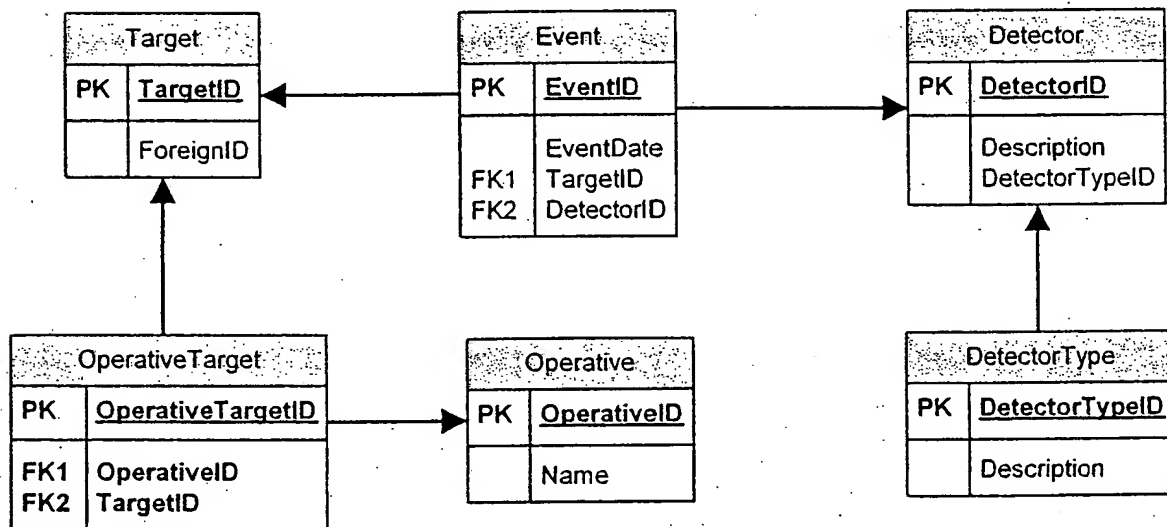 Target
PK TargetID
ForeignID
Event
PK EventID
EventDate
FK1 TargetID
FK2 DetectorID
Detector
PK DetectorID
Description
DetectorTypeID
OperativeTarget
PK OperativeTargetID
FK1 OperativeID
FK2 TargetID
Operative
PK OperativeID
Name
DetectorType
PK DetectorTypeID
Description